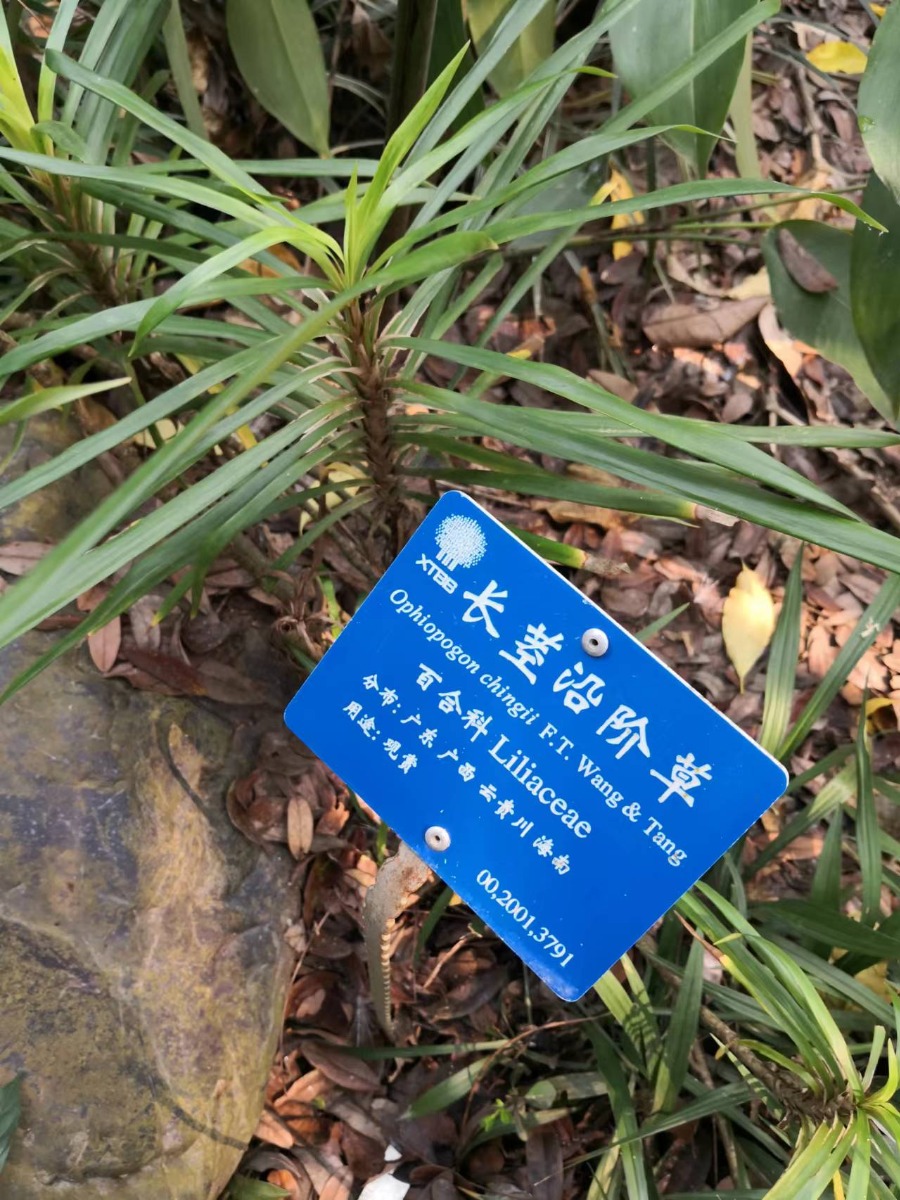 XTBG
长茎沿阶草
Ophiopogon chingii F.T. Wang & Tang
百合科 Liliaceae
分布: 广东 广西 云贵川 海南
用途: 观赏
00,2001,3791